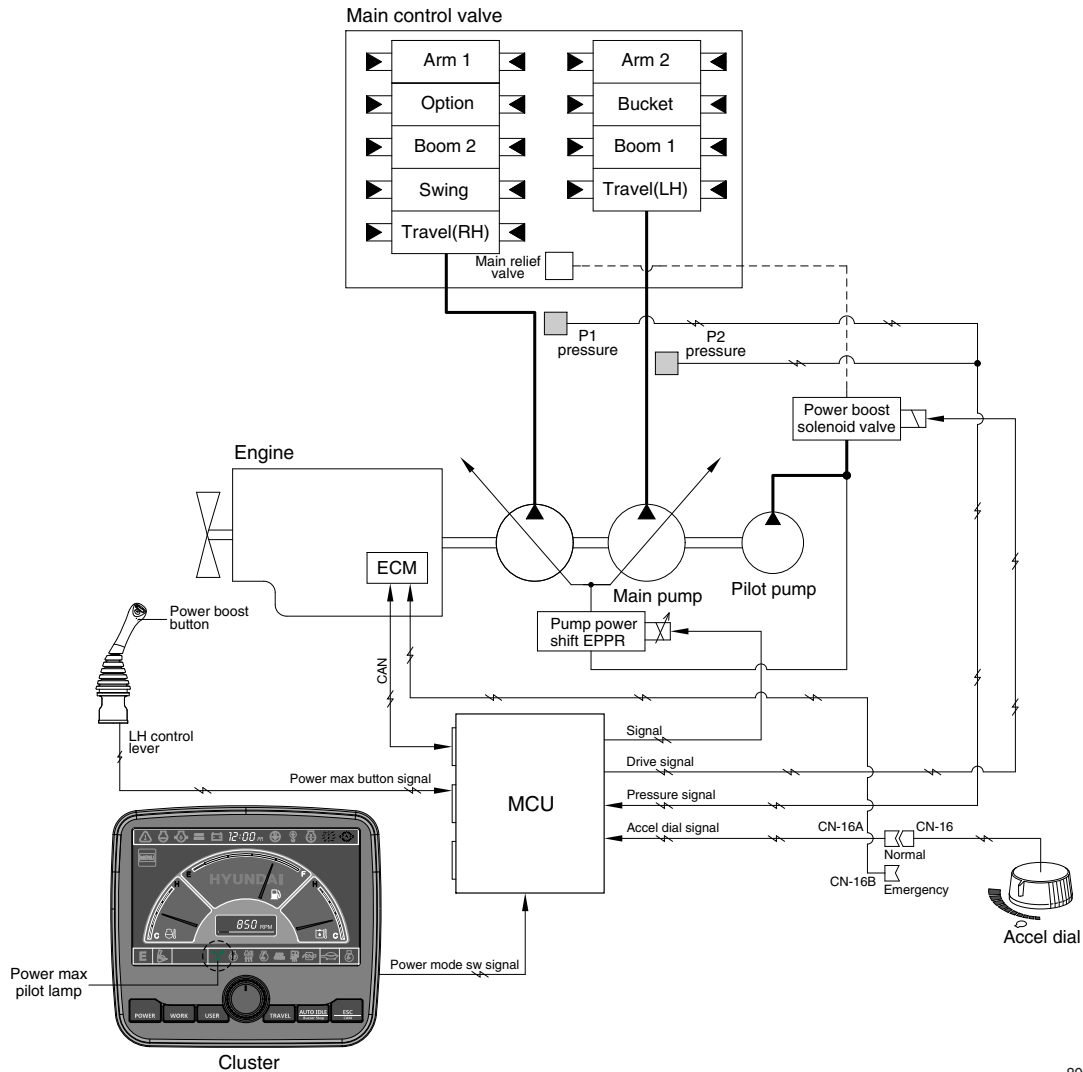 Main control valve
Arm 1
Option
Boom 2
Swing
Travel(RH)
Arm 2
Bucket
Boom 1
Travel(LH)
Main relief
valve
P1
pressure
P2
pressure
Power boost
solenoid valve
Engine
ECM
Main pump
Pilot pump
Pump power
shift EPPR
Power boost
button
CAN
LH control
lever
Power max button signal
MCU
Signal
Drive signal
Pressure signal
Accel dial signal
CN-16A
CN-16
Normal
CN-16B
Emergency
Accel dial
12:00
E
F
H
H
HYUNDAI
850 RPM
C
C
E
Power mode sw signal
Power max
pilot lamp
POWER
WORK
USER
TRAVEL
AUTO IDLE
ESC
Cluster